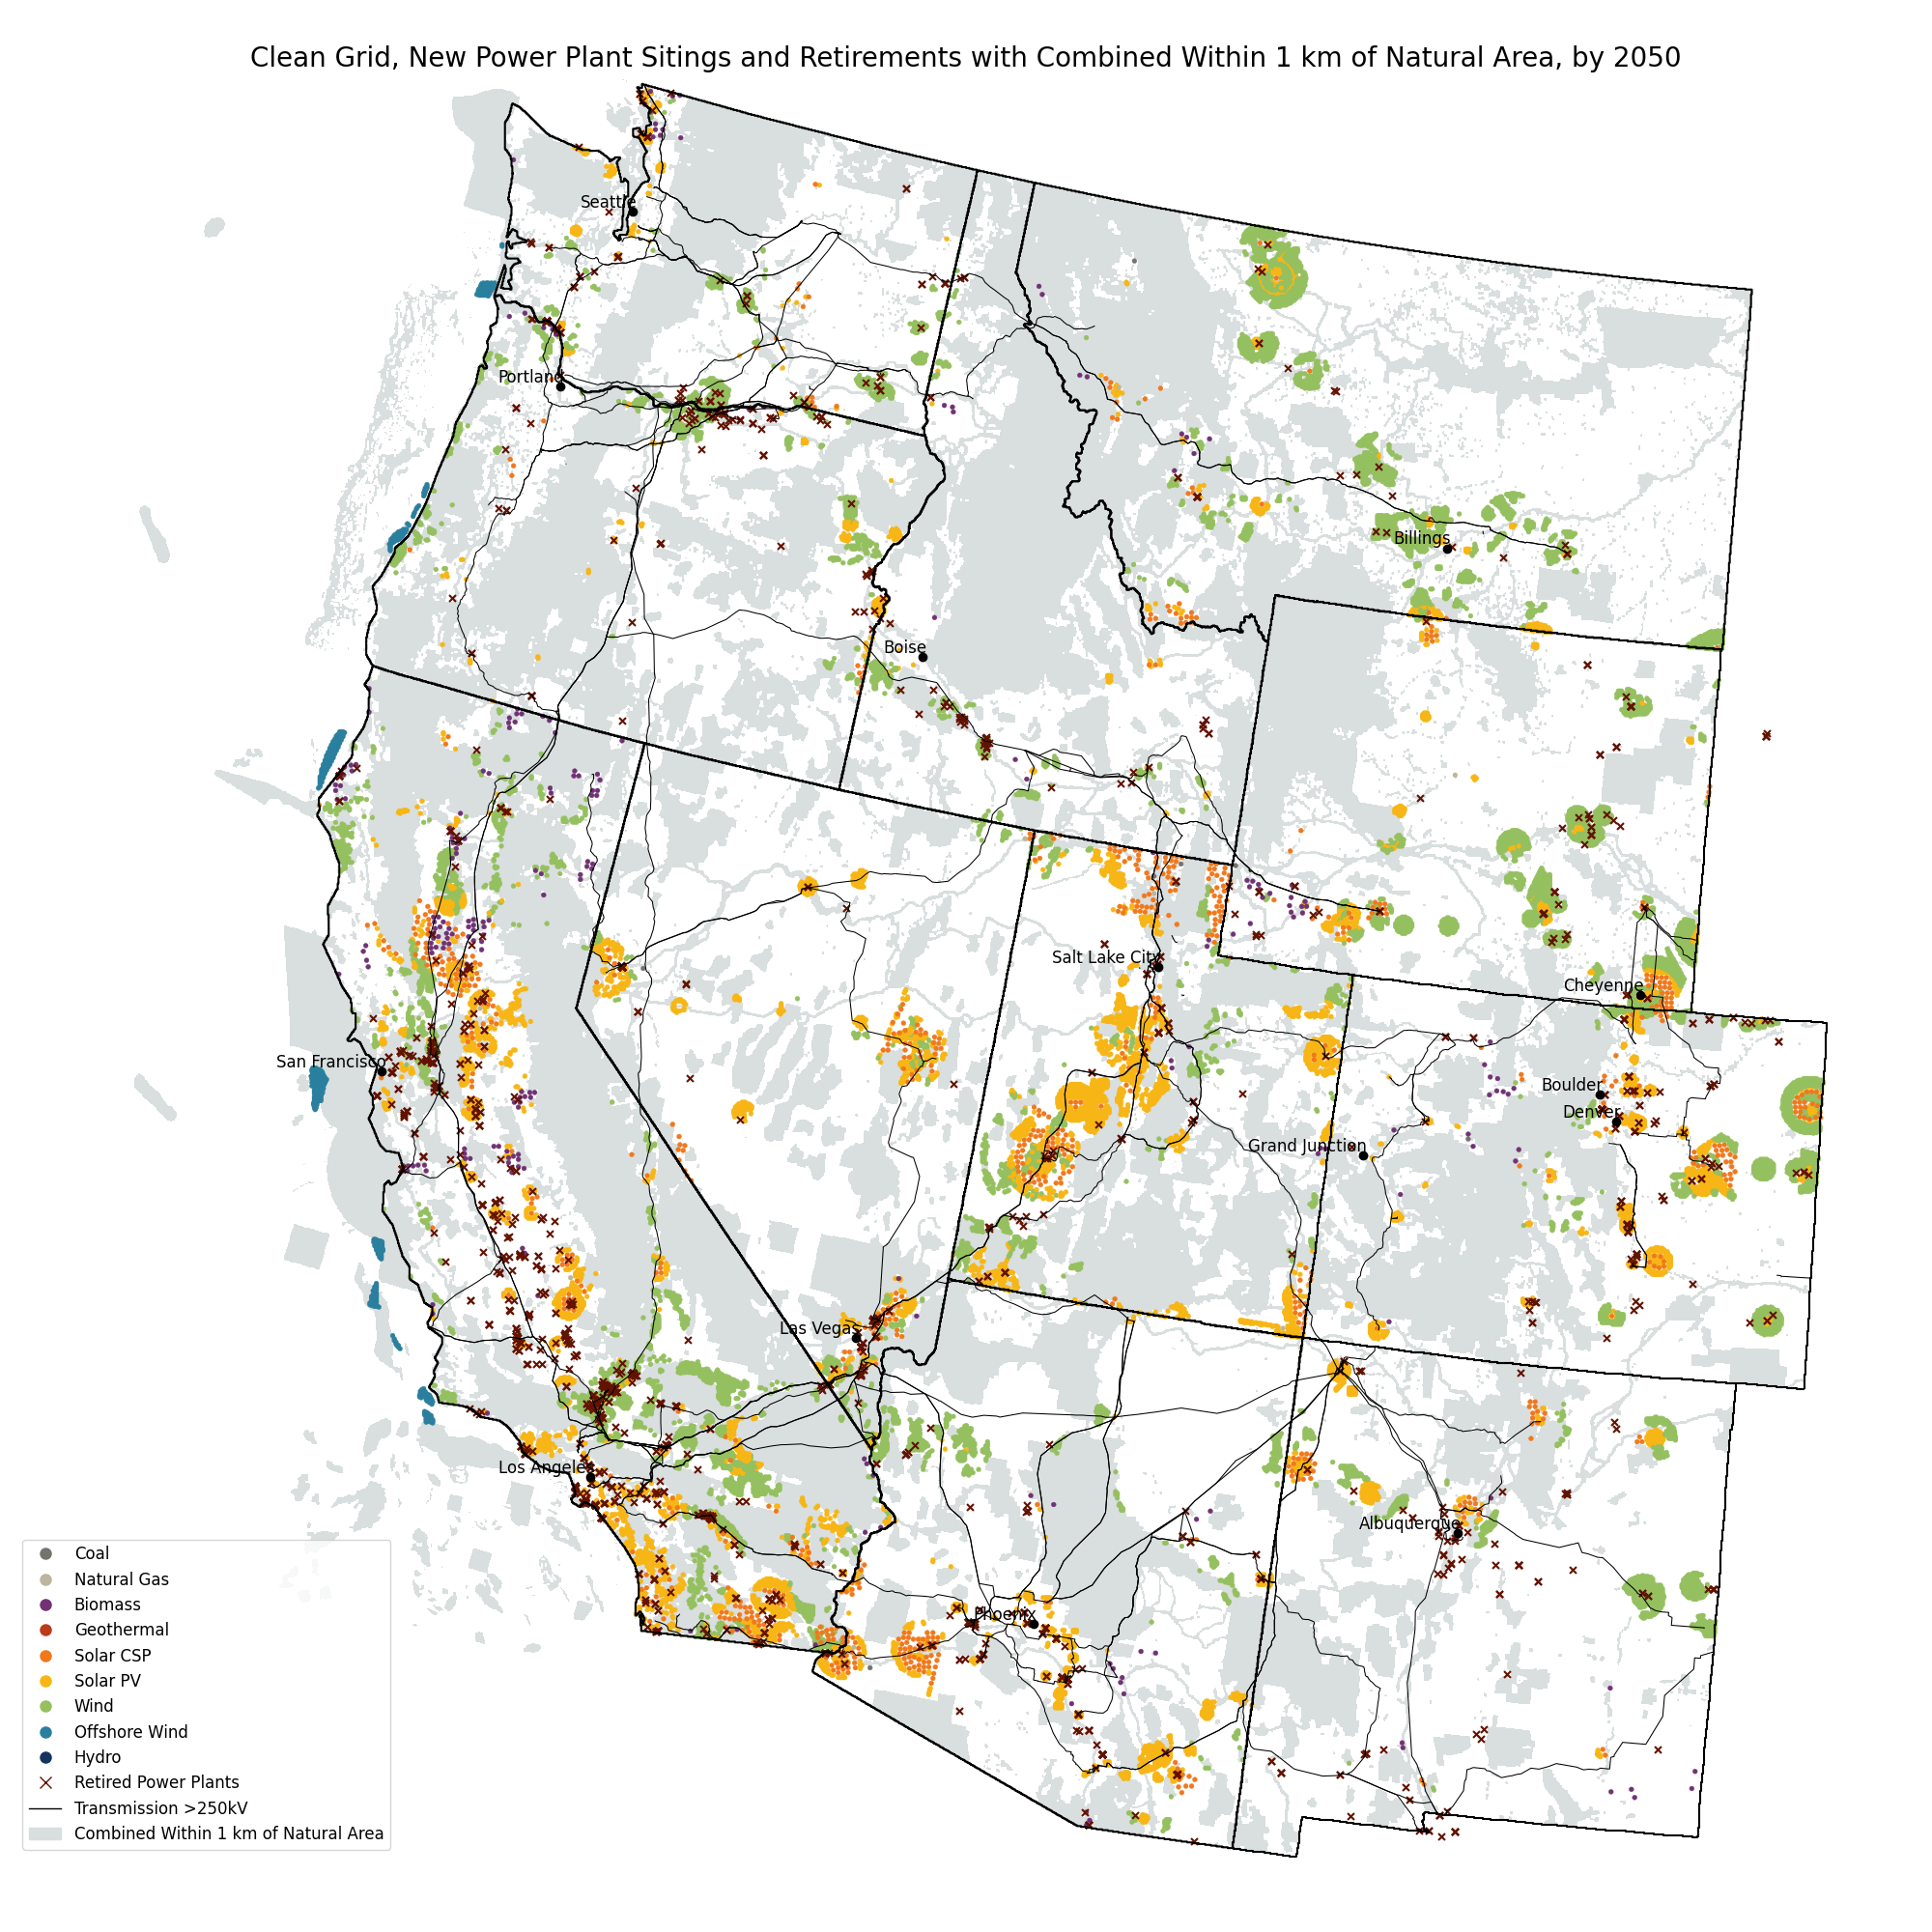 Clean Grid, New Power Plant Sitings and Retirements with Combined Within 1 km of Natural Area, by 2050
Seattle
Portland
Billings
Boise
Salt Lake City
Cheyenne
San Francisco
Boulder
Denver
Grand Junction
Las Vegas
Los Angeles
Albuquerque
Phoenix
Coal
Natural Gas
Biomass
Geothermal
Solar CSP
Solar PV
Wind
Offshore Wind
Hydro
Retired Power Plants
Transmission >250kV
Combined Within 1 km of Natural Area